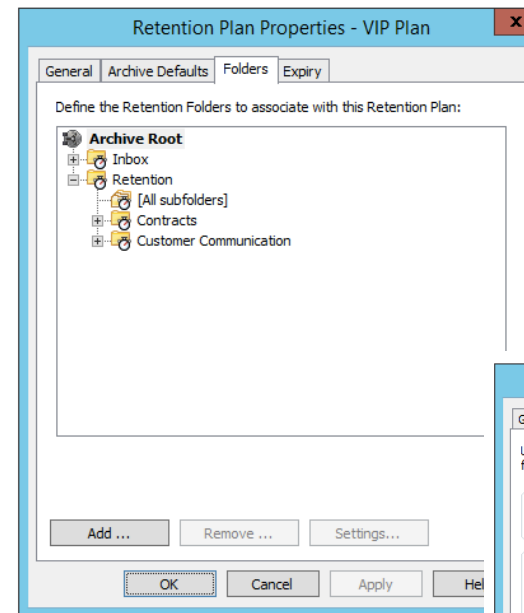 Retention Plan Properties - VIP Plan
x
General Archive Defaults Folders Expiry
Define the Retention Folders to associate with this Retention Plan:
Archive Root
Inbox
Retention
[All subfolders]
Contracts
Customer Communication
Add ... Remove ... Settings...
OK Cancel Apply